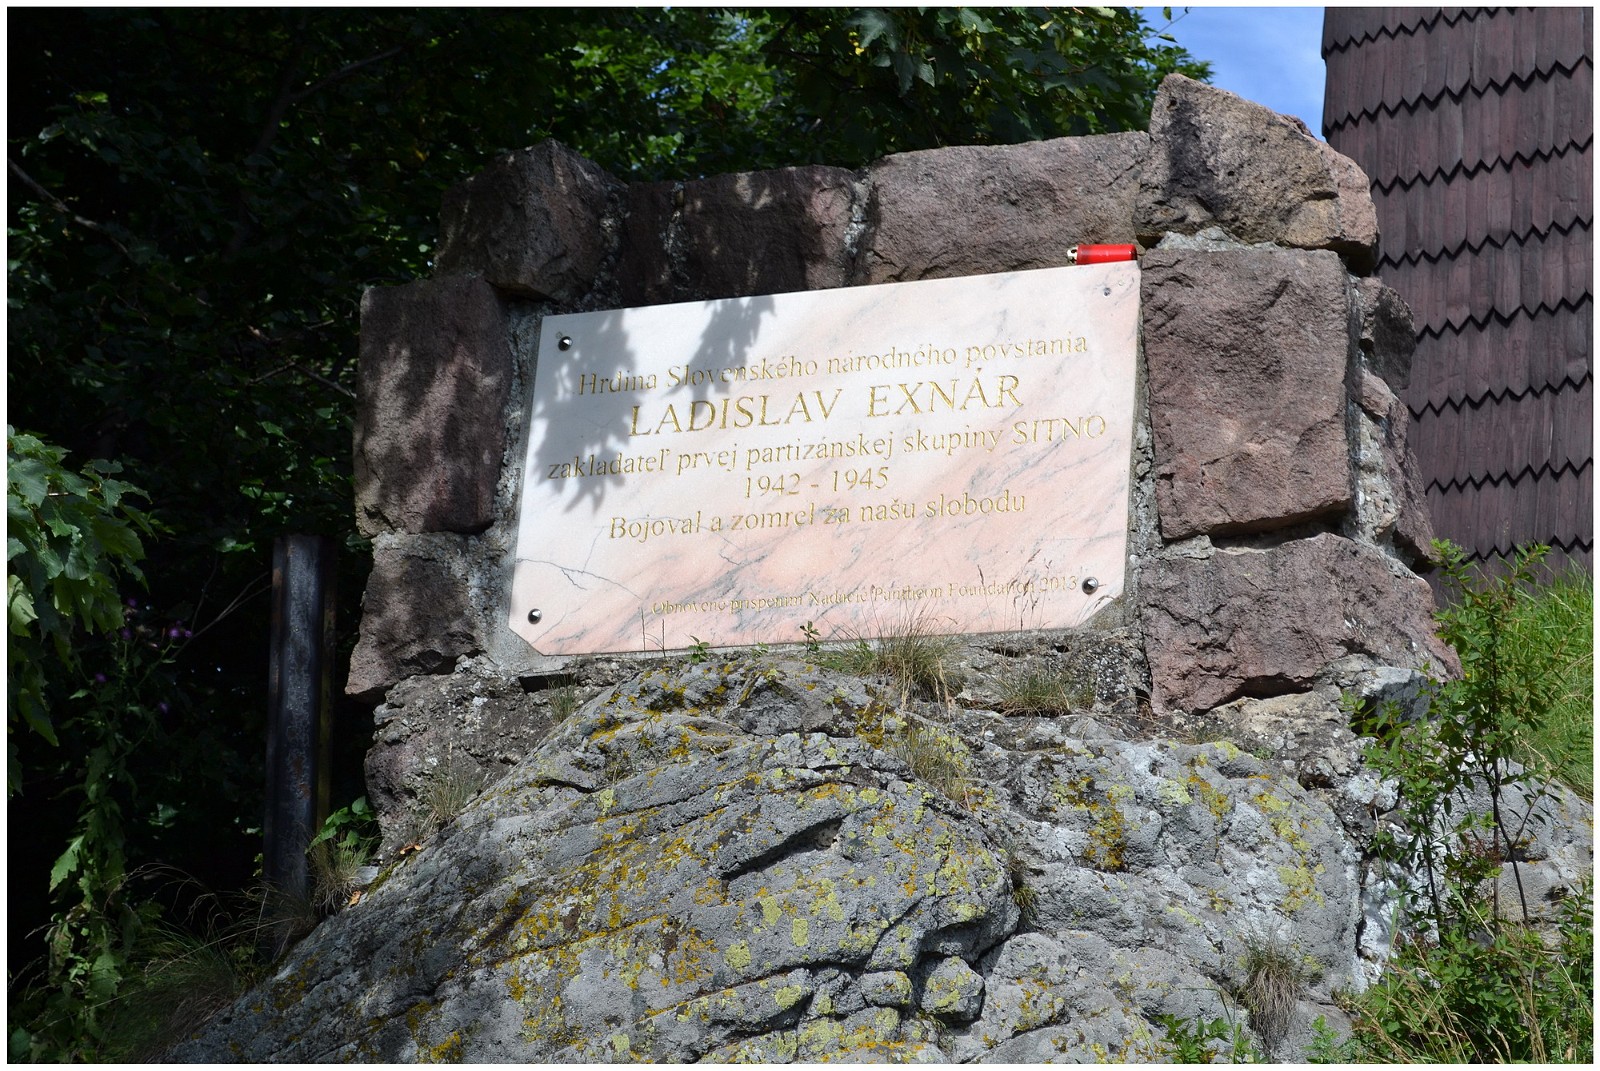 Hrdina Slovenského národného povstania
LADISLAV EXNÁR
zakladateľ prvej partizánskej skupiny SITNO
1942 - 1945
Bojoval a zomrel za našu slobodu
Obnovené prispením Nadácie Pantheon Foundation 2013